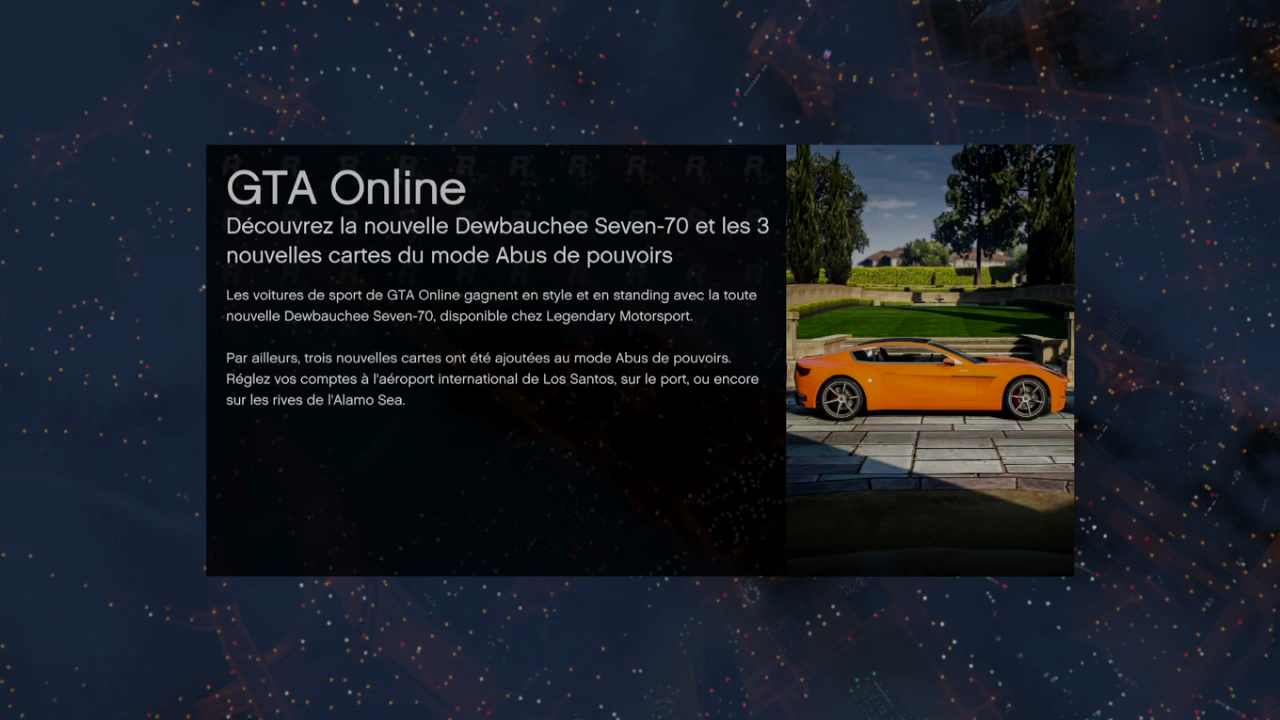 GTA Online
Découvrez la nouvelle Dewbauchee Seven-70 et les 3
nouvelles cartes du mode Abus de pouvoirs
Les voitures de sport de GTA Online gagnent en style et en standing avec la toute
nouvelle Dewbauchee Seven-70, disponible chez Legendary Motorsport.
Par ailleurs, trois nouvelles cartes ont été ajoutées au mode Abus de pouvoirs.
Réglez vos comptes à l'aéroport international de Los Santos, sur le port, ou encore
sur les rives de l'Alamo Sea.